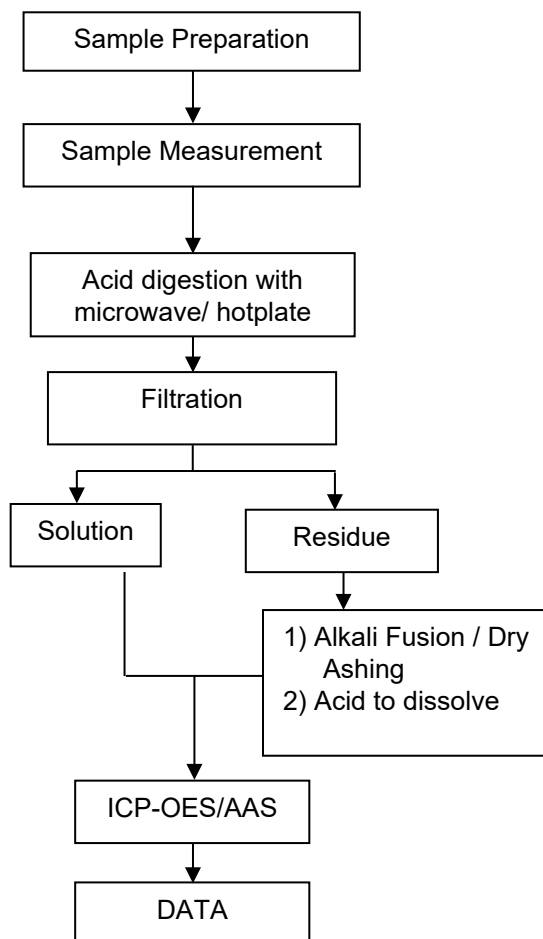 Sample Preparation
Sample Measurement
Acid digestion with
microwave/ hotplate
Filtration
Solution
Residue
1) Alkali Fusion / Dry
Ashing
2) Acid to dissolve
ICP-OES/AAS
DATA